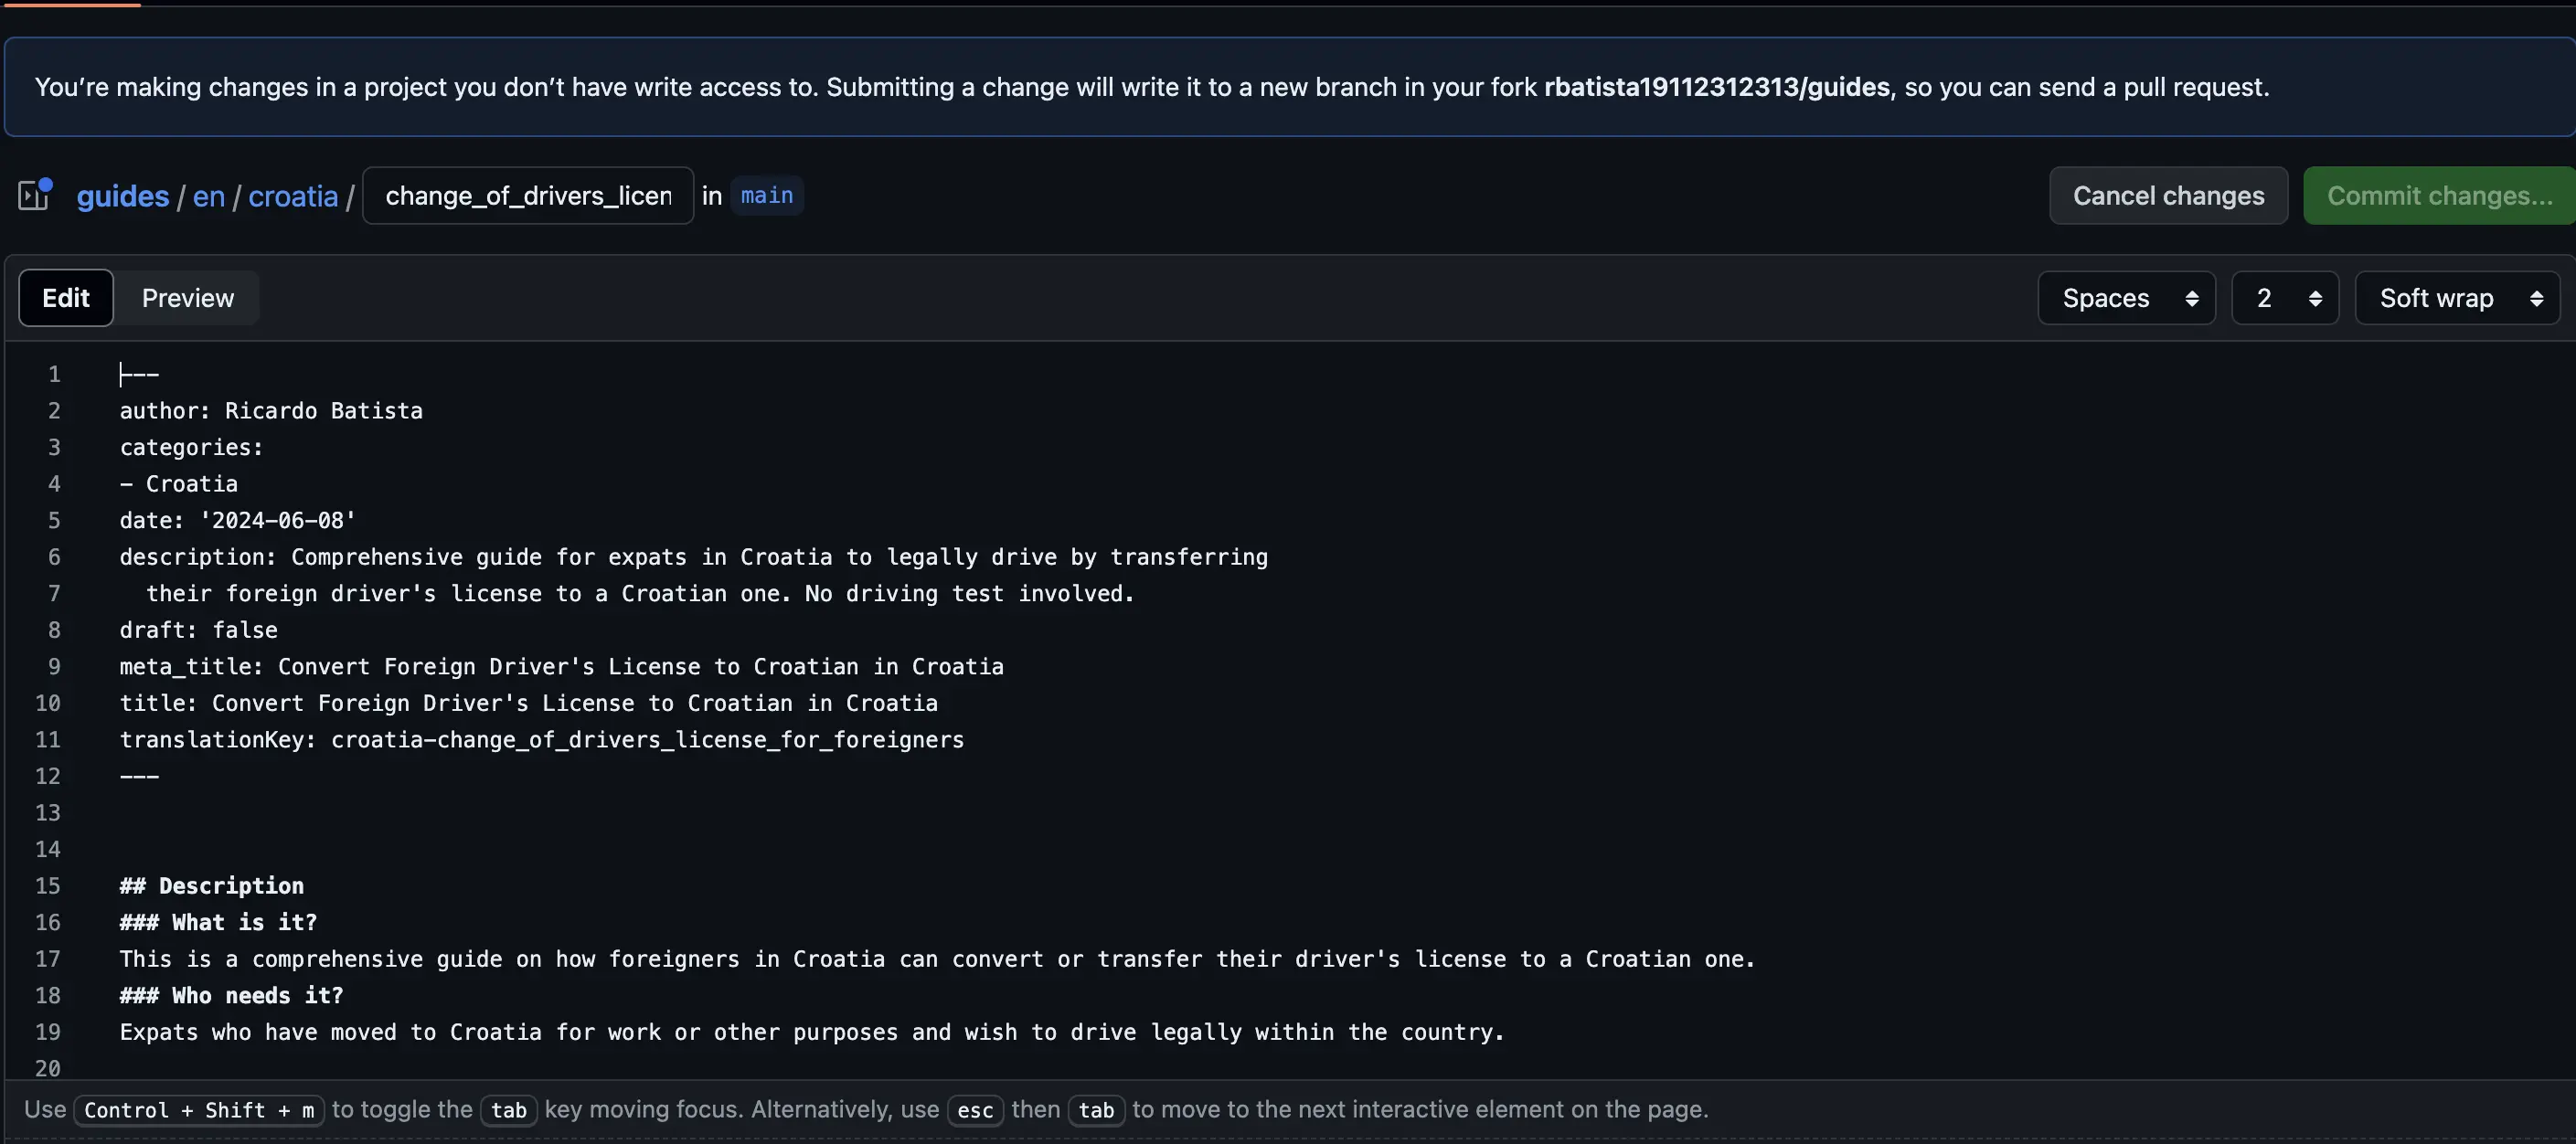 You’re making changes in a project you don’t have write access to. Submitting a change will write it to a new branch in your fork rbatista19112312313/guides, so you can send a pull request.
guides / en / croatia / change_of_drivers_licen in main
Cancel changes
Commit changes...
Edit
Preview
Spaces
2
Soft wrap
1 ---
2 author: Ricardo Batista
3 categories:
4 - Croatia
5 date: '2024-06-08'
6 description: Comprehensive guide for expats in Croatia to legally drive by transferring
7 their foreign driver's license to a Croatian one. No driving test involved.
8 draft: false
9 meta_title: Convert Foreign Driver's License to Croatian in Croatia
10 title: Convert Foreign Driver's License to Croatian in Croatia
11 translationKey: croatia-change_of_drivers_license_for_foreigners
12 ---
13
14
15 ## Description
16 ### What is it?
17 This is a comprehensive guide on how foreigners in Croatia can convert or transfer their driver's license to a Croatian one.
18 ### Who needs it?
19 Expats who have moved to Croatia for work or other purposes and wish to drive legally within the country.
20
Use Control + Shift + m to toggle the tab key moving focus. Alternatively, use esc then tab to move to the next interactive element on the page.